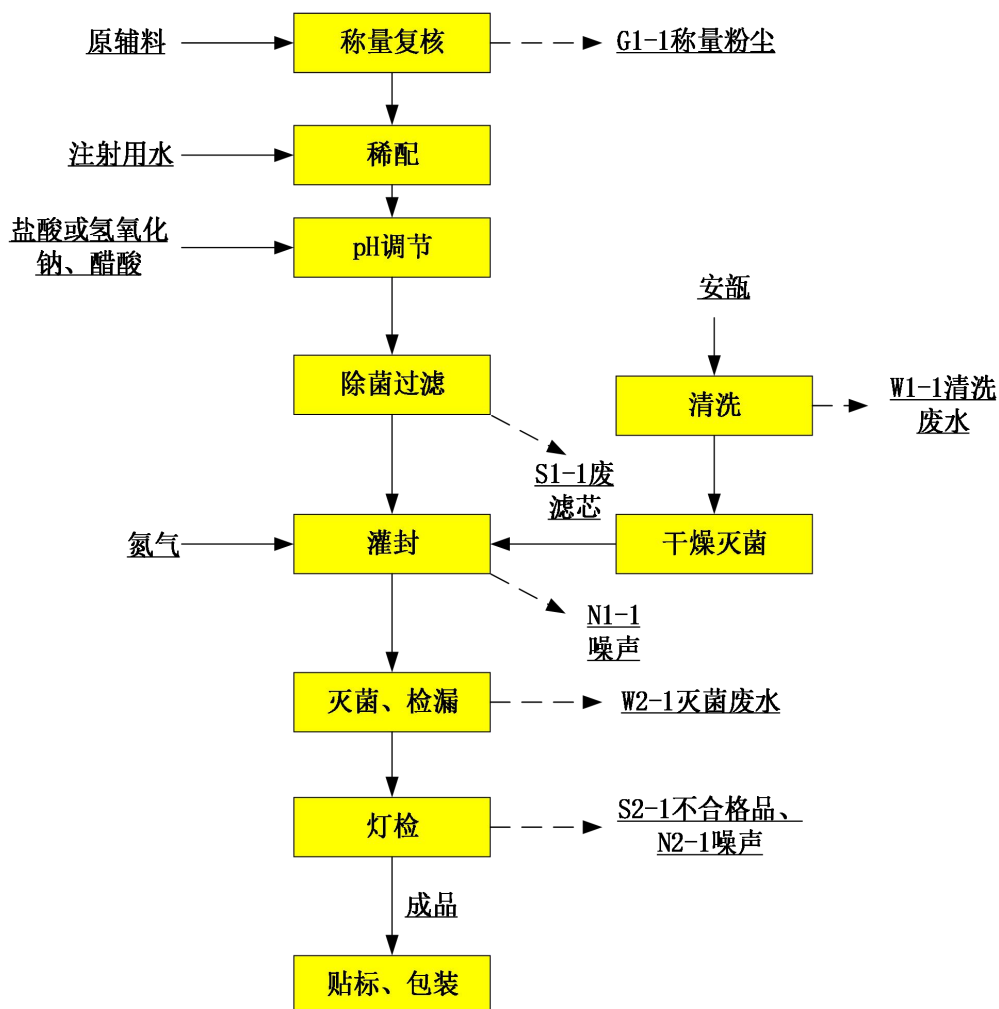 原辅料
称量复核
G1-1称量粉尘
注射用水
稀配
盐酸或氢氧化
钠、醋酸
pH调节
安瓿
除菌过滤
清洗
W1-1清洗
废水
S1-1废
滤芯
氮气
灌封
干燥灭菌
N1-1
噪声
灭菌、检漏
W2-1灭菌废水
灯检
S2-1不合格品、
N2-1噪声
成品
贴标、包装